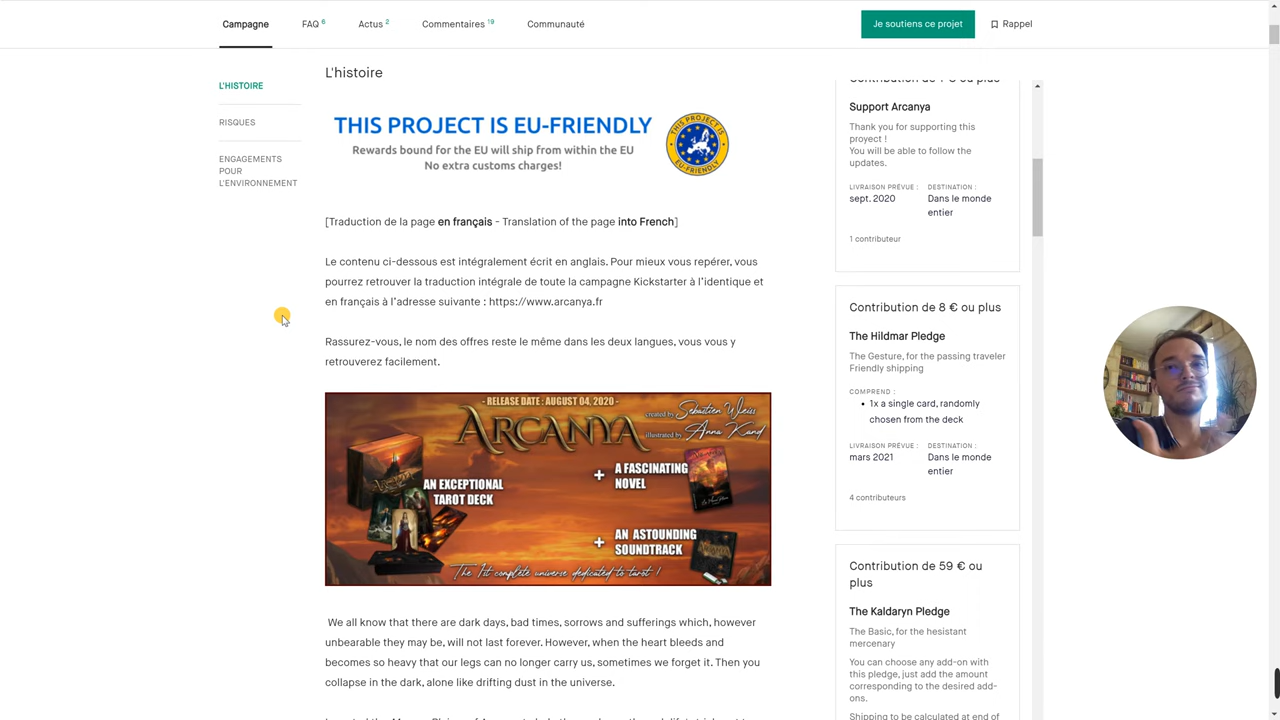 Campagne
FAQ 6
Actus 2
Commentaires 19
Communauté
Je soutiens ce projet
Rappel
L'HISTOIRE
RISQUES
ENGAGEMENTS
POUR
L'ENVIRONNEMENT
L'histoire
THIS PROJECT IS EU-FRIENDLY
Rewards bound for the EU will ship from within the EU
No extra customs charges!
THIS PROJECT IS
EU-FRIENDLY
[Traduction de la page en français - Translation of the page into French]
Le contenu ci-dessous est intégralement écrit en anglais. Pour mieux vous repérer, vous
pourrez retrouver la traduction intégrale de toute la campagne Kickstarter à l'identique et
en français à l'adresse suivante : https://www.arcanya.fr
Rassurez-vous, le nom des offres reste le même dans les deux langues, vous vous y
retrouverez facilement.
- RELEASE DATE : AUGUST 04, 2020 -
ARCANYA
created by Sébastien Weiss
illustrated by Anna Kand
AN EXCEPTIONAL
TAROT DECK
+ A FASCINATING
NOVEL
+ AN ASTOUNDING
SOUNDTRACK
The 1st complete universe dedicated to tarot !
We all know that there are dark days, bad times, sorrows and sufferings which, however
unbearable they may be, will not last forever. However, when the heart bleeds and
becomes so heavy that our legs can no longer carry us, sometimes we forget it. Then you
collapse in the dark, alone like drifting dust in the universe.
Support Arcanya
Thank you for supporting this
proyect !
You will be able to follow the
updates.
LIVRAISON PRÉVUE :
sept. 2020
DESTINATION :
Dans le monde
entier
1 contributeur
Contribution de 8 € ou plus
The Hildmar Pledge
The Gesture, for the passing traveler
Friendly shipping
COMPREND :
• 1x a single card, randomly
chosen from the deck
LIVRAISON PRÉVUE :
mars 2021
DESTINATION :
Dans le monde
entier
4 contributeurs
Contribution de 59 € ou
plus
The Kaldaryn Pledge
The Basic, for the hesistant
mercenary
You can choose any add-on with
this pledge, just add the amount
corresponding to the desired add-
ons.
Shipping to be calculated at end of